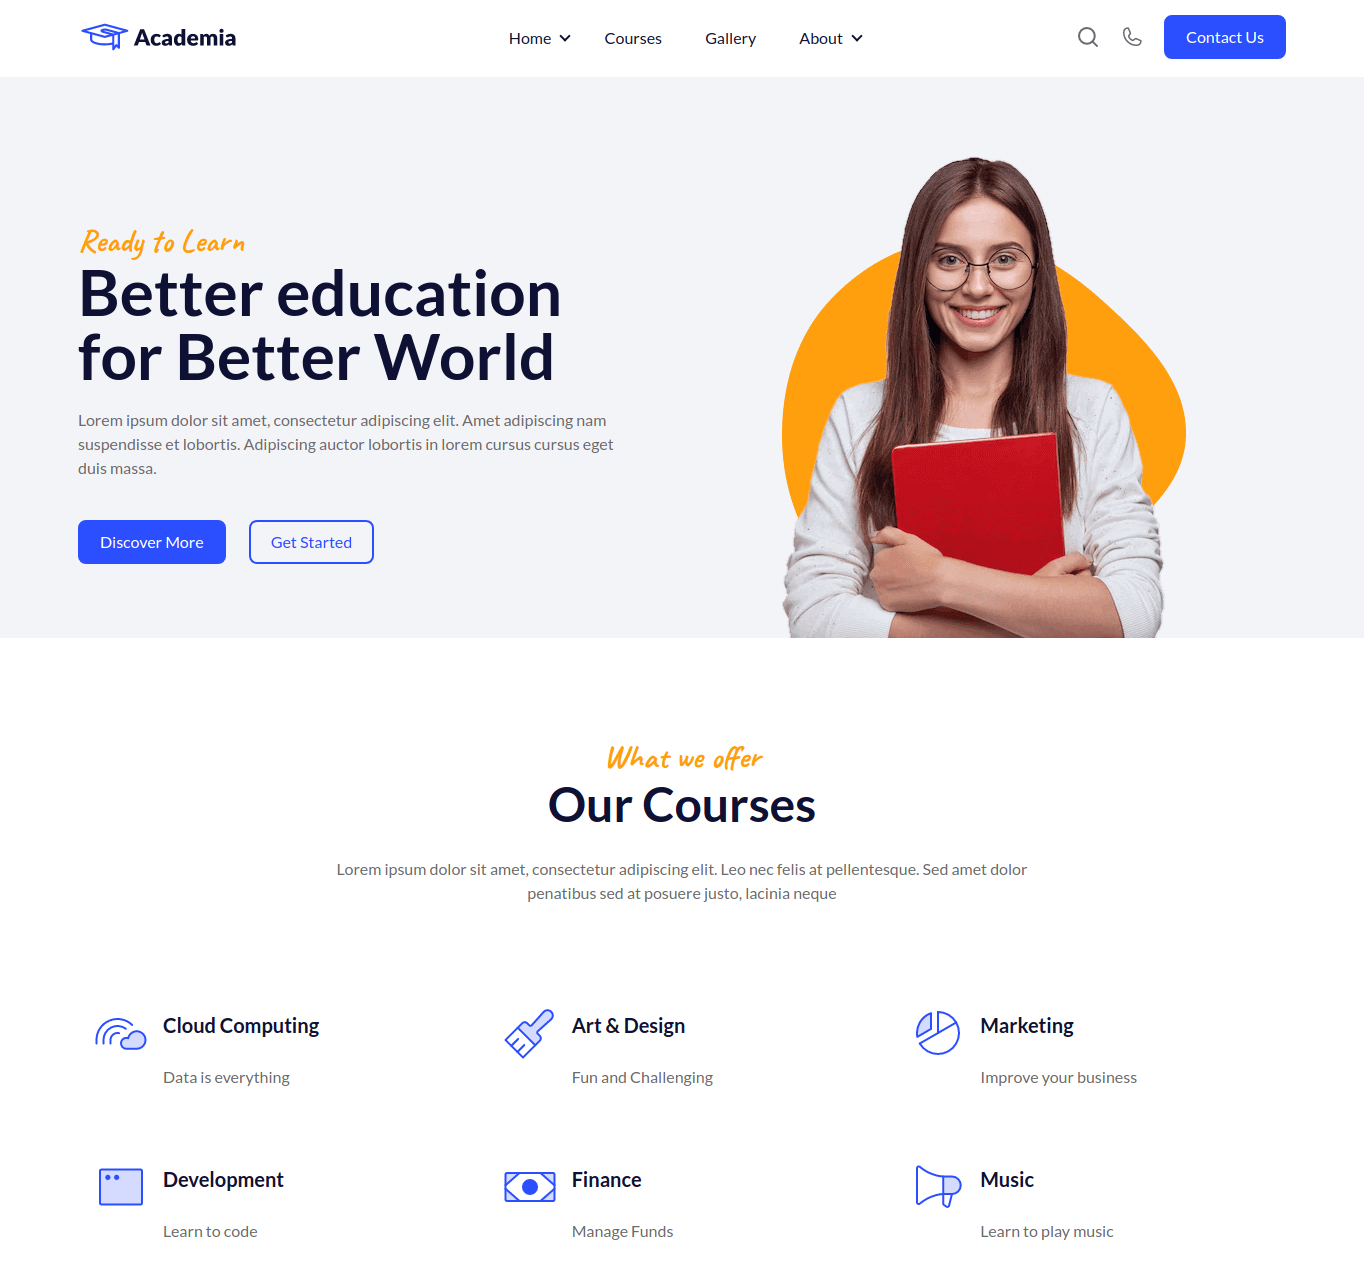 Academia
Home
Courses
Gallery
About
Contact Us
Ready to Learn
Better education
for Better World
Lorem ipsum dolor sit amet, consectetur adipiscing elit. Amet adipiscing nam
suspendisse et lobortis. Adipiscing auctor lobortis in lorem cursus cursus eget
duis massa.
Discover More
Get Started
What we offer
Our Courses
Lorem ipsum dolor sit amet, consectetur adipiscing elit. Leo nec felis at pellentesque. Sed amet dolor
penatibus sed at posuere justo, lacinia neque
Cloud Computing
Data is everything
Art & Design
Fun and Challenging
Marketing
Improve your business
Development
Learn to code
Finance
Manage Funds
Music
Learn to play music